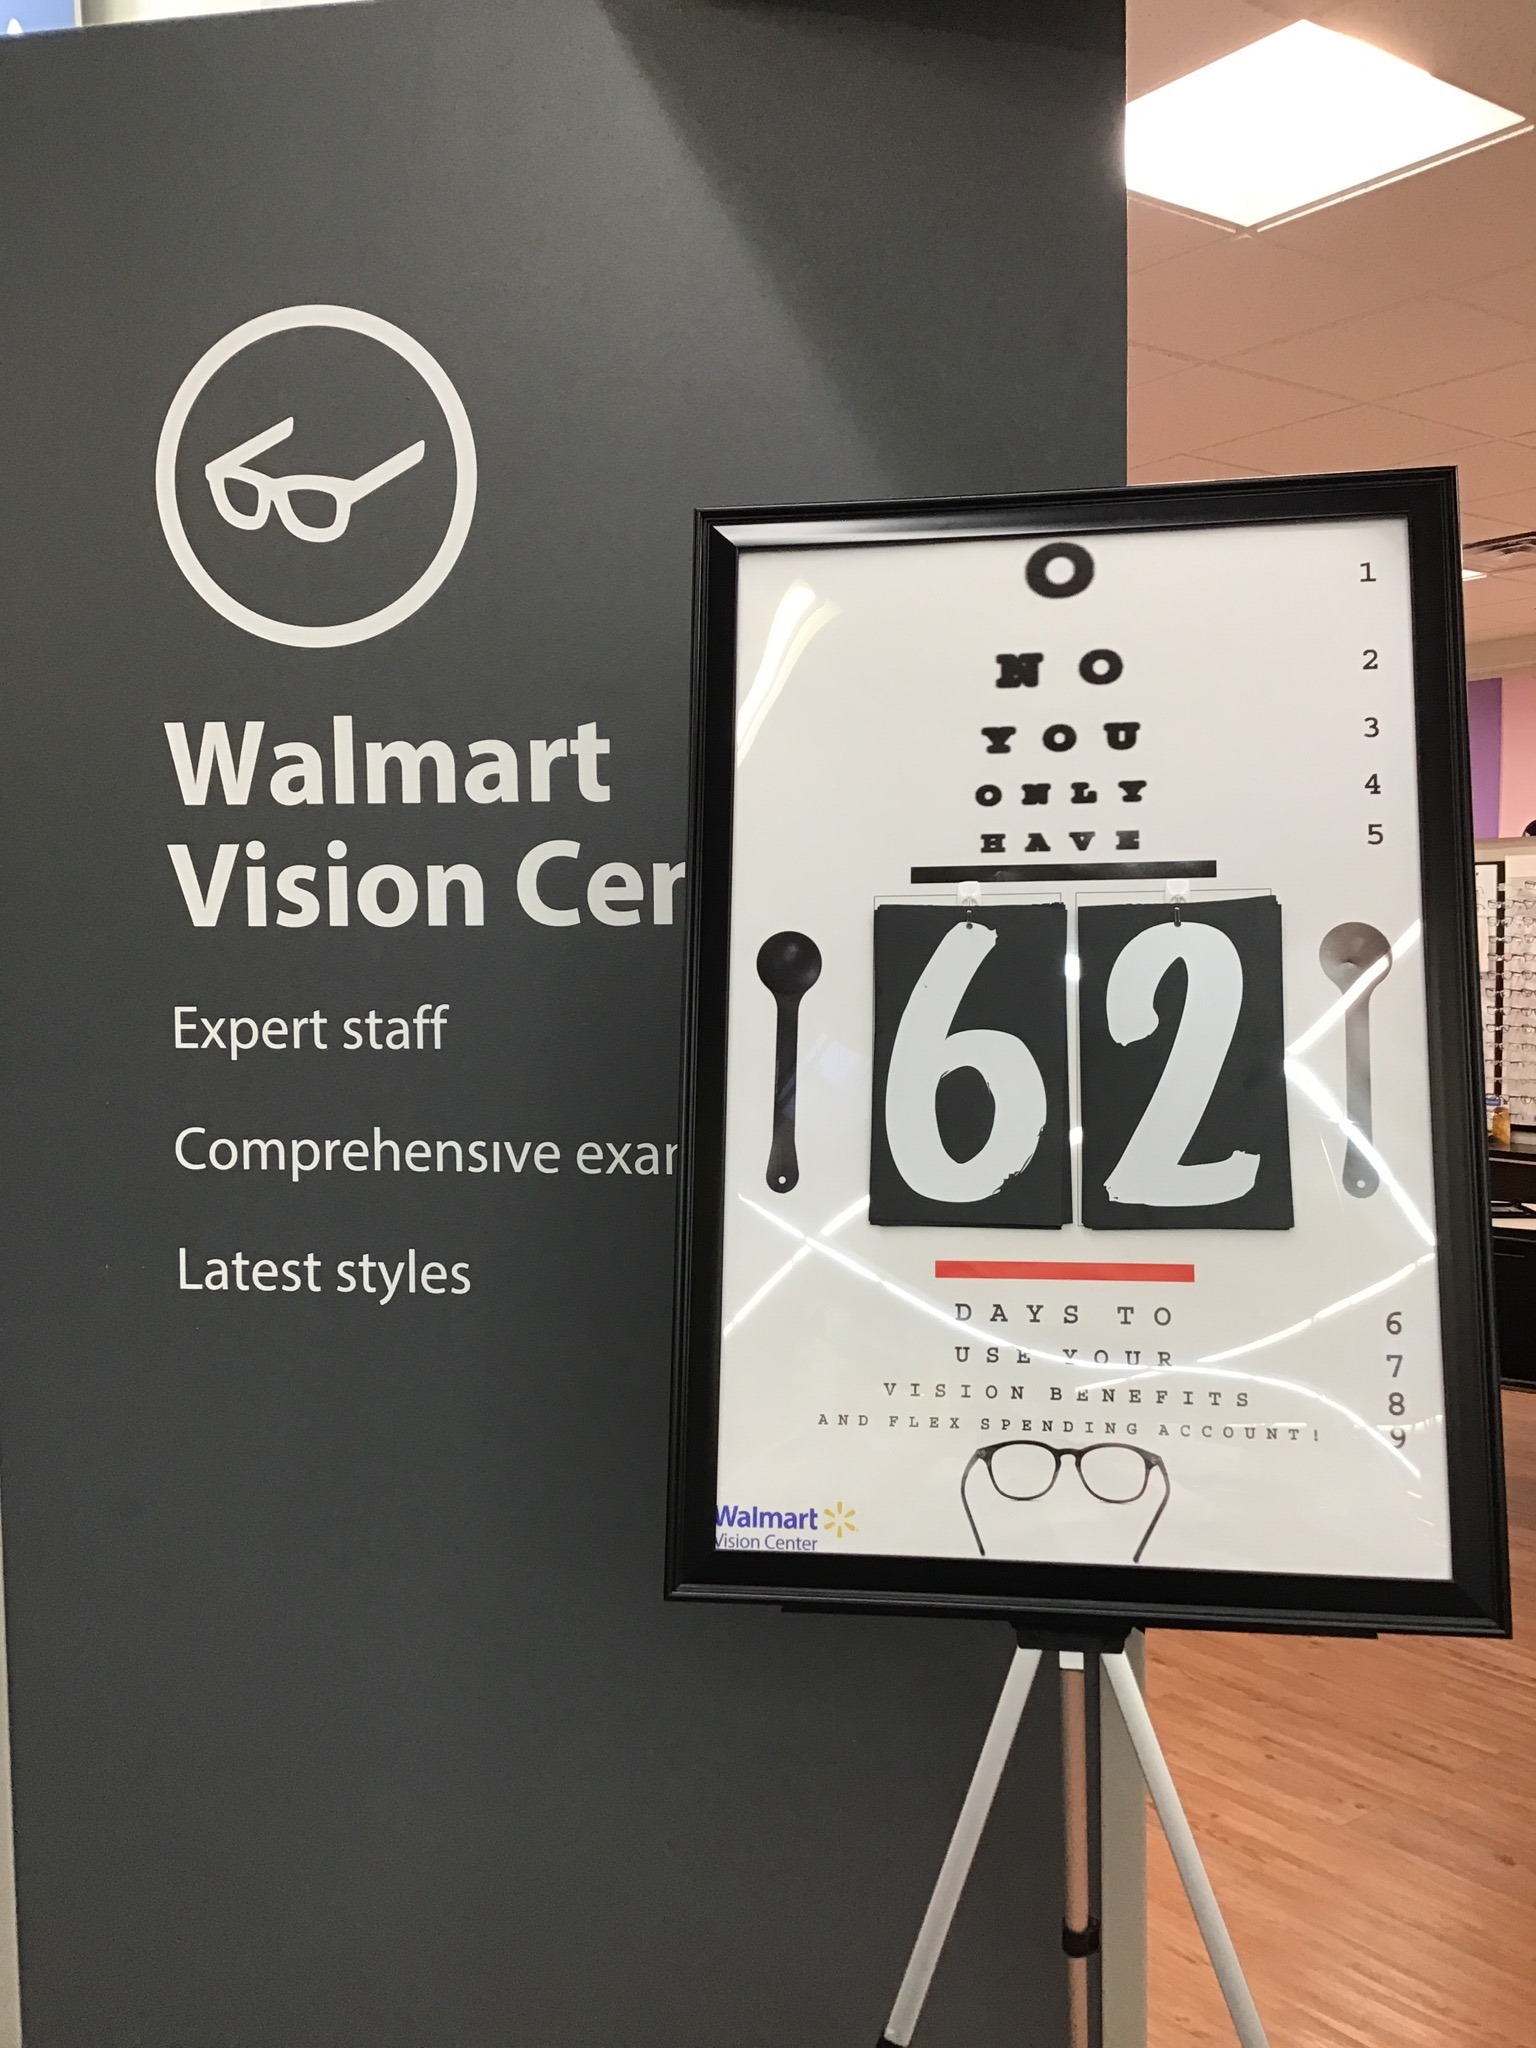 Walmart
Vision Cen
Expert staff
Comprehensive exar
Latest styles
O 1
NO 2
YOU 3
ONLY 4
HAVE 5
62
DAYS TO 6
USE YOUR 7
VISION BENEFITS 8
AND FLEX SPENDING ACCOUNT! 9
Walmart
Vision Center